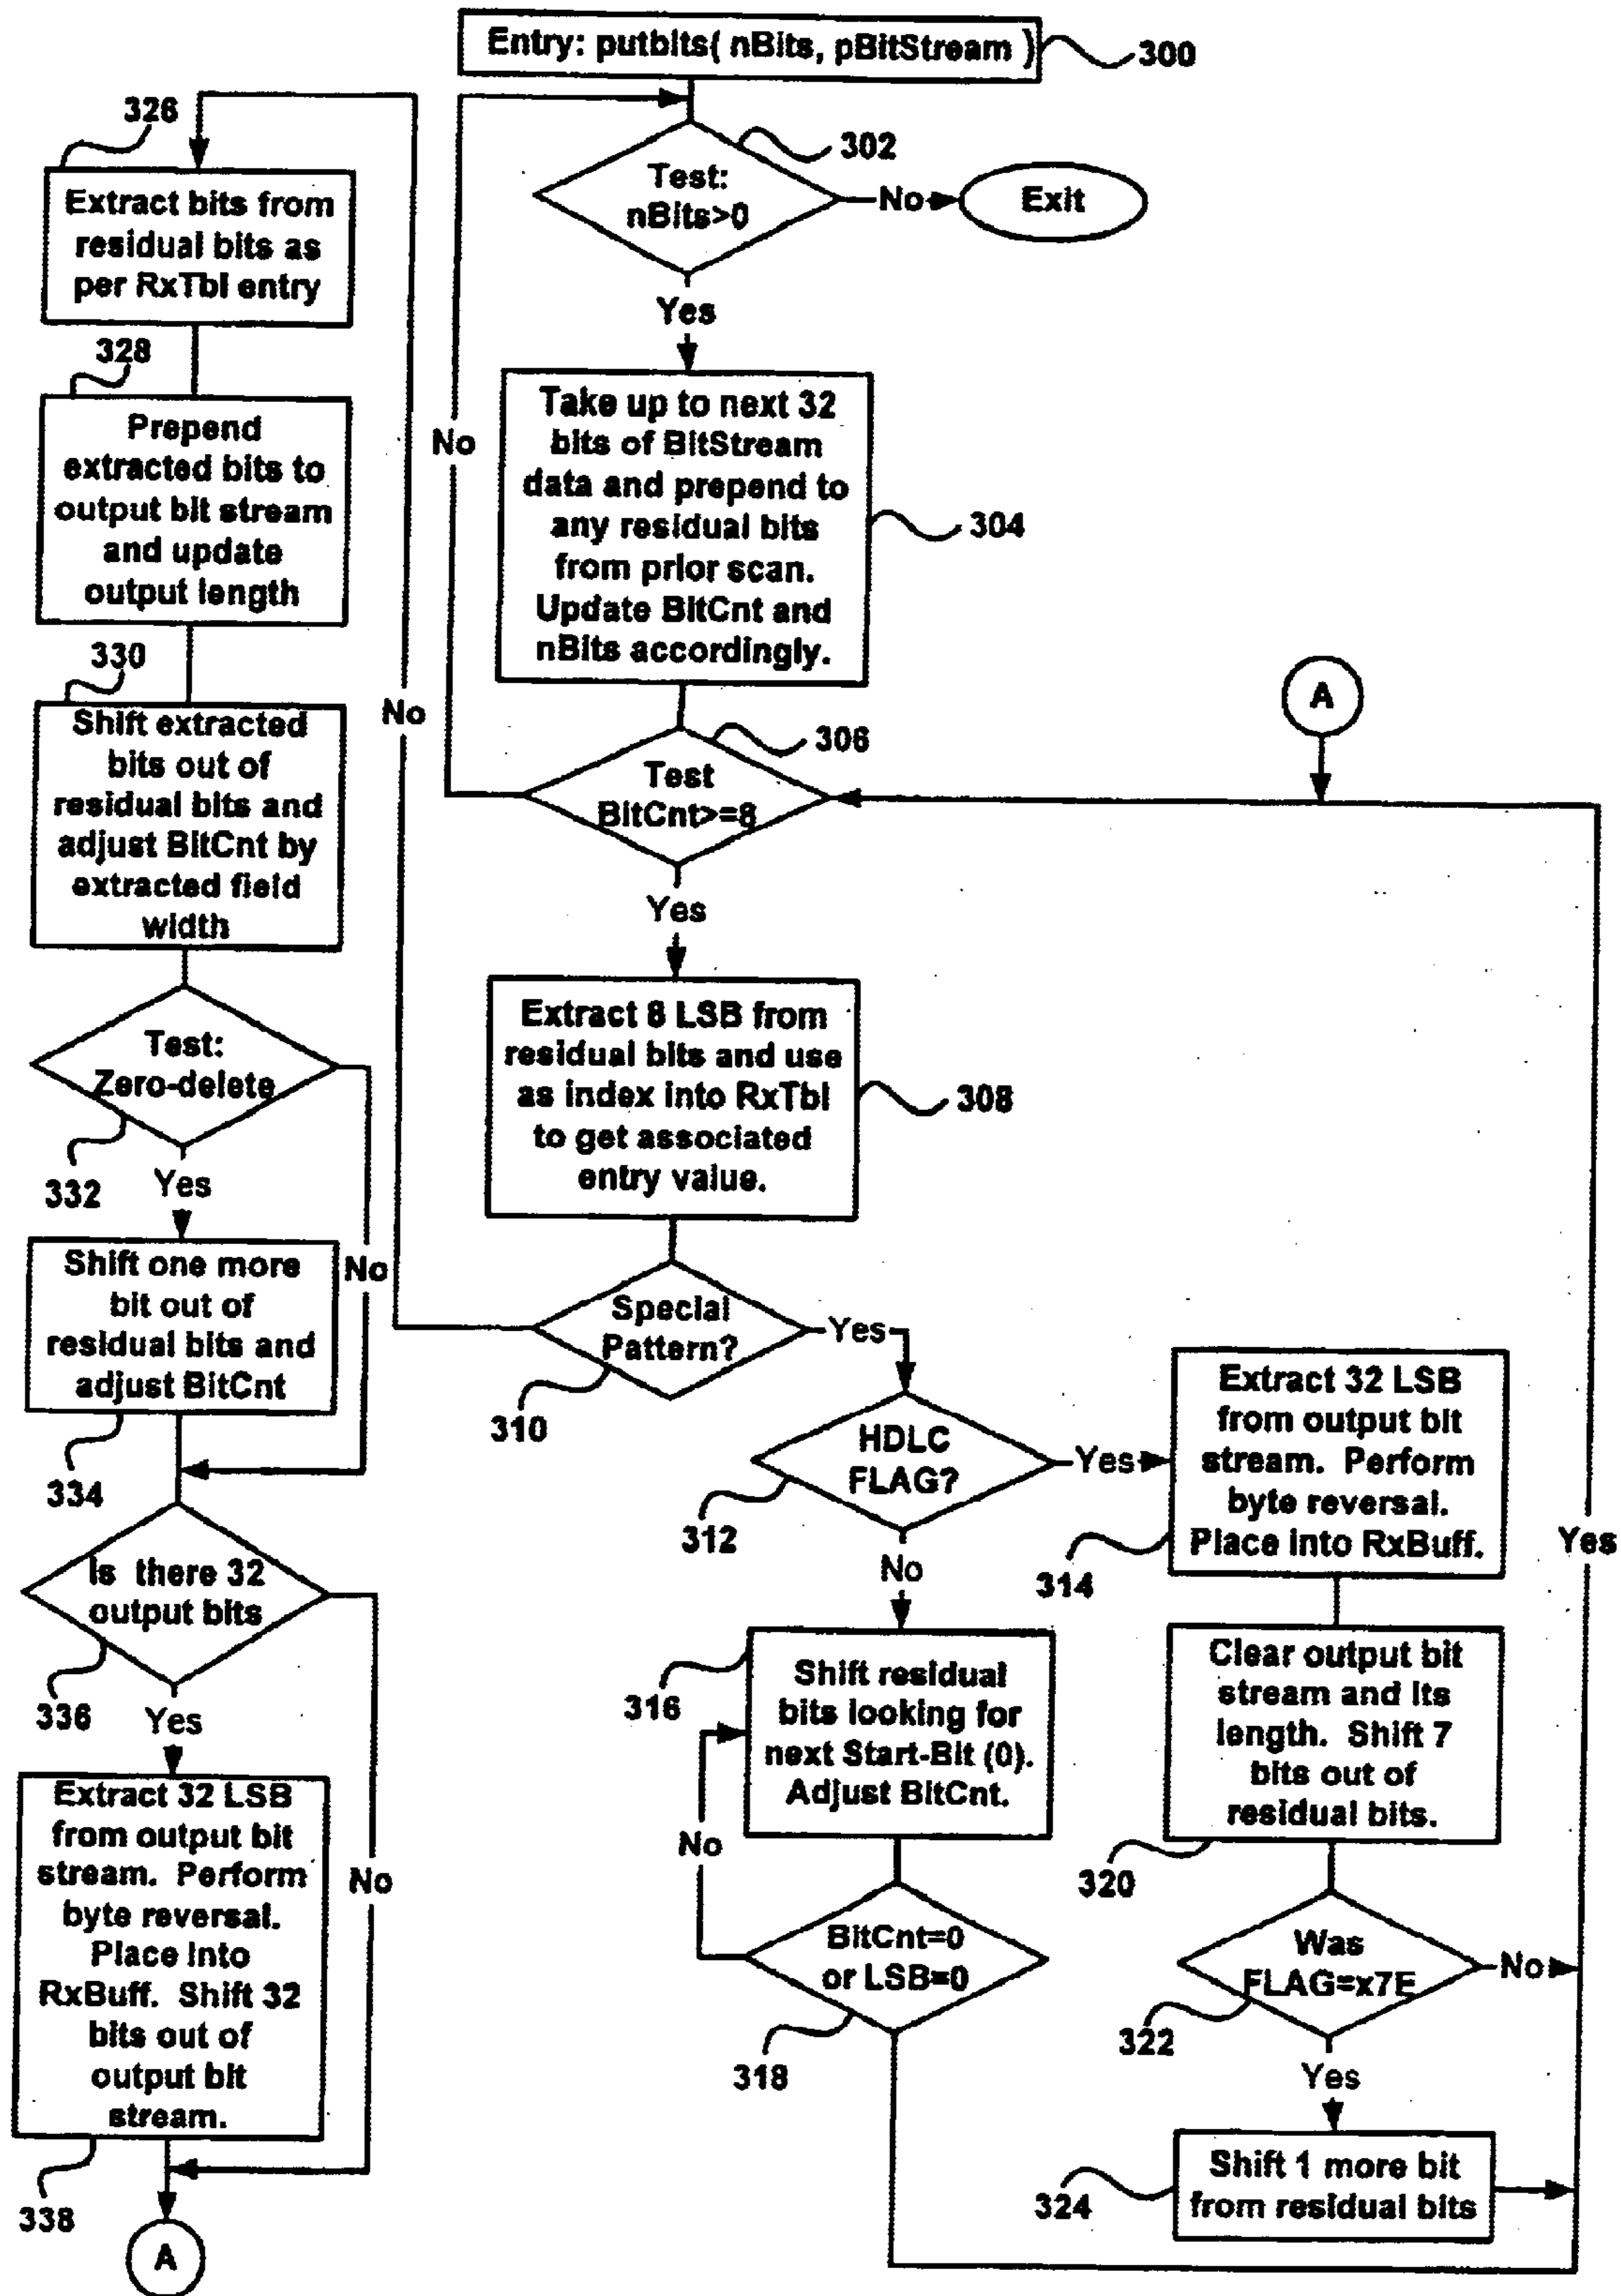 Entry: putbits( nBits, pBitStream )
300
302
Test:
nBits>0
No
Exit
Yes
Take up to next 32
bits of BitStream
data and prepend to
any residual bits
from prior scan.
Update BitCnt and
nBits accordingly.
304
A
306
Test
BitCnt>=8
No
Yes
Extract 8 LSB from
residual bits and use
as index into RxTbl
to get associated
entry value.
308
Special
Pattern?
310
No
Yes
HDLC
FLAG?
312
Yes
No
Extract 32 LSB
from output bit
stream. Perform
byte reversal.
Place into RxBuff.
314
Yes
316
Shift residual
bits looking for
next Start-Bit (0).
Adjust BitCnt.
No
BitCnt=0
or LSB=0
318
Clear output bit
stream and its
length. Shift 7
bits out of
residual bits.
320
Was
FLAG=x7E
322
No
Yes
324
Shift 1 more bit
from residual bits
326
Extract bits from
residual bits as
per RxTbl entry
328
Prepend
extracted bits to
output bit stream
and update
output length
330
Shift extracted
bits out of
residual bits and
adjust BitCnt by
extracted field
width
Test:
Zero-delete
332
Yes
No
Shift one more
bit out of
residual bits and
adjust BitCnt
334
Is there 32
output bits
336
Yes
No
Extract 32 LSB
from output bit
stream. Perform
byte reversal.
Place into
RxBuff. Shift 32
bits out of
output bit
stream.
338
A